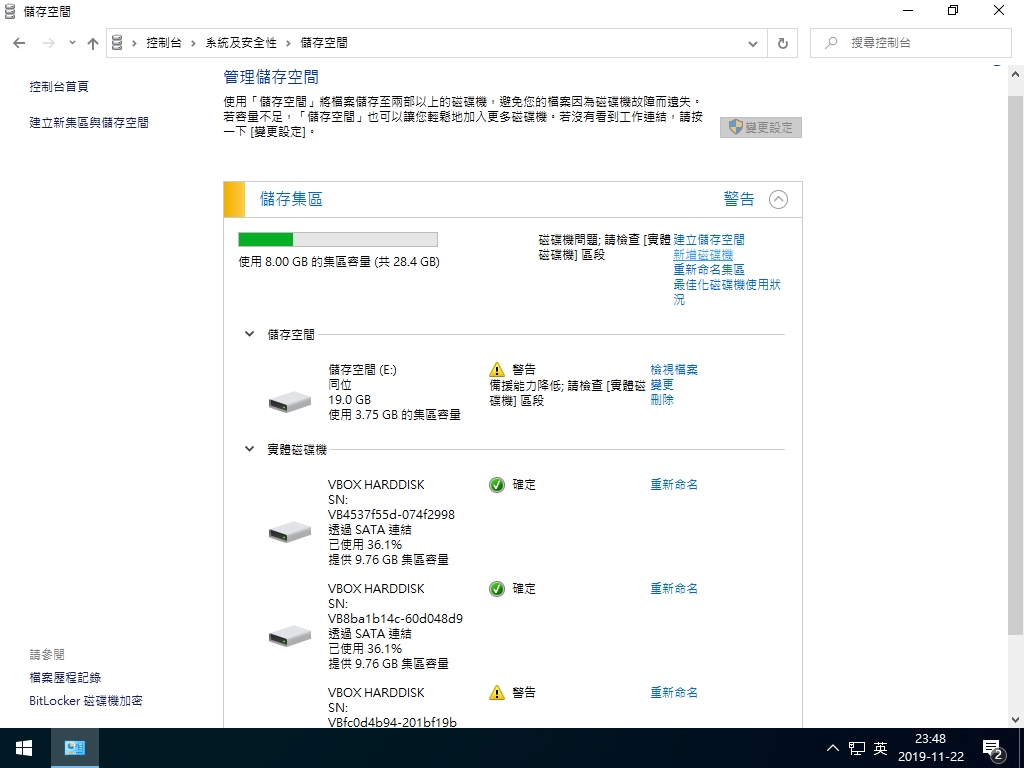 儲存空間
控制台
系統及安全性
儲存空間
搜尋控制台
控制台首頁
建立新集區與儲存空間
管理儲存空間
使用「儲存空間」將檔案儲存至兩部以上的磁碟機，避免您的檔案因為磁碟機故障而遺失。
若容量不足，「儲存空間」也可以讓您輕鬆地加入更多磁碟機。若沒有看到工作連結，請按
一下 [變更設定]。
變更設定
儲存集區
警告
使用 8.00 GB 的集區容量 (共 28.4 GB)
磁碟機問題; 請檢查 [實體
磁碟機] 區段
建立儲存空間
新增磁碟機
重新命名集區
最佳化磁碟機使用狀
況
儲存空間
儲存空間 (E:)
同位
19.0 GB
使用 3.75 GB 的集區容量
警告
備援能力降低; 請檢查 [實體磁
碟機] 區段
檢視檔案
變更
刪除
實體磁碟機
VBOX HARDDISK
SN:
VB4537f55d-074f2998
透過 SATA 連結
已使用 36.1%
提供 9.76 GB 集區容量
確定
重新命名
VBOX HARDDISK
SN:
VB8ba1b14c-60d048d9
透過 SATA 連結
已使用 36.1%
提供 9.76 GB 集區容量
確定
重新命名
VBOX HARDDISK
SN:
VBfc0d4b94-201bf19b
警告
重新命名
請參閱
檔案歷程記錄
BitLocker 磁碟機加密
英
23:48
2019-11-22
2